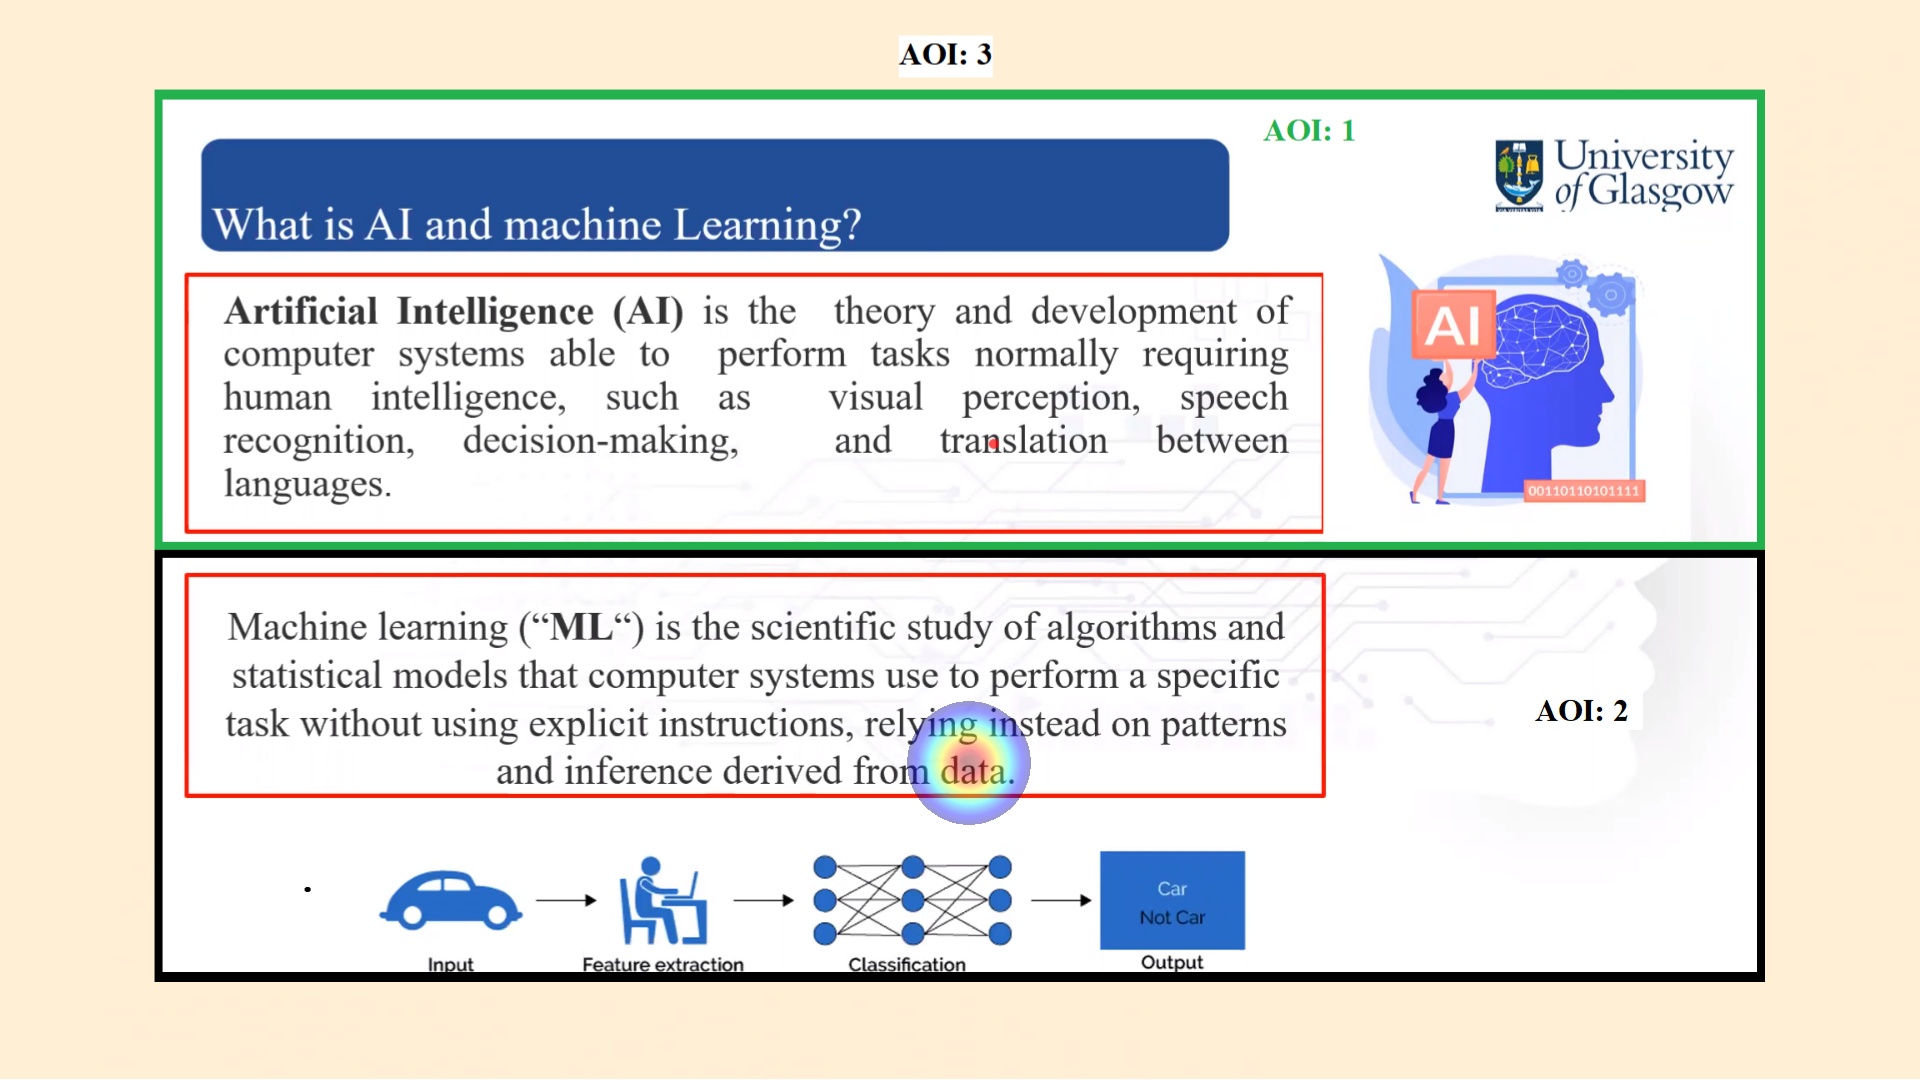 AOI: 3
AOI: 1
University
of Glasgow
VIA VERITAS VITA
What is AI and machine Learning?
Artificial Intelligence (AI) is the theory and development of
computer systems able to perform tasks normally requiring
human intelligence, such as visual perception, speech
recognition, decision-making, and translation between
languages.
AI
00110110101111
Machine learning (“ML“) is the scientific study of algorithms and
statistical models that computer systems use to perform a specific
task without using explicit instructions, relying instead on patterns
and inference derived from data.
AOI: 2
Car
Not Car
Input
Feature extraction
Classification
Output